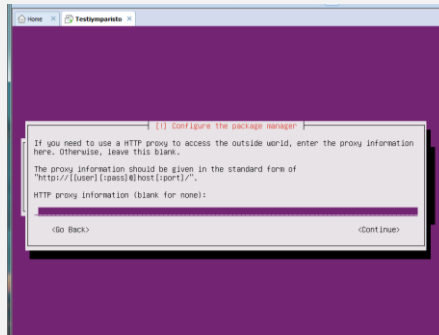 Home
Testiymparisto
[!] Configure the package manager
If you need to use a HTTP proxy to access the outside world, enter the proxy information
here. Otherwise, leave this blank.
The proxy information should be given in the standard form of
"http://[[user][:pass]@]host[:port]/".
HTTP proxy information (blank for none):
<Go Back> <Continue>